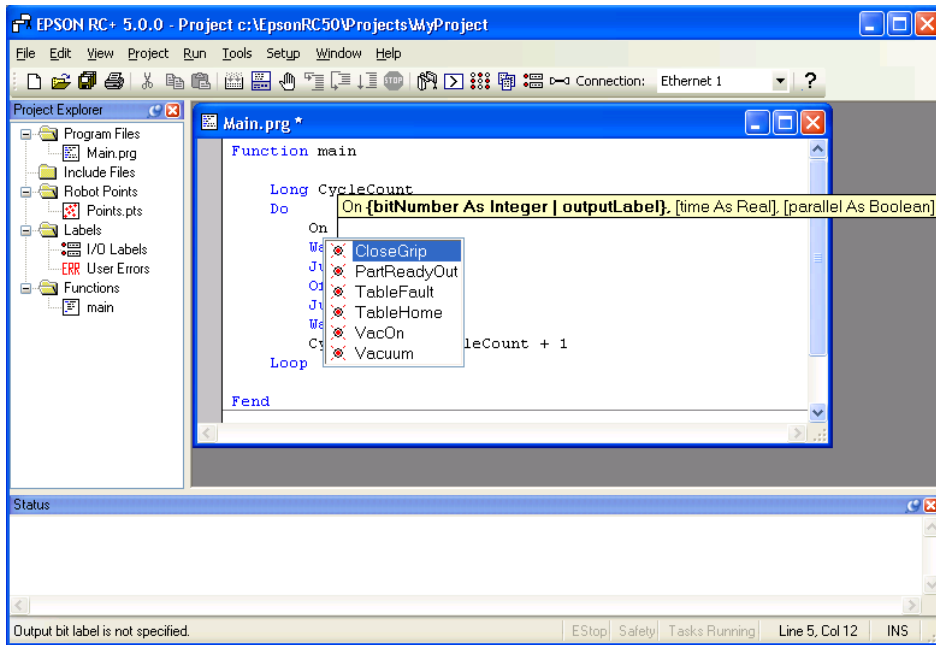 EPSON RC+ 5.0.0 - Project c:\EpsonRC50\Projects\MyProject
File Edit View Project Run Tools Setup Window Help
STOP Connection: Ethernet 1 ?
Project Explorer
Program Files
Main.prg
Include Files
Robot Points
Points.pts
Labels
I/O Labels
ERR User Errors
Functions
main
Main.prg *
Function main
Long CycleCount
Do
On {bitNumber As Integer | outputLabel}, [time As Real], [parallel As Boolean]
On
CloseGrip
PartReadyOut
TableFault
TableHome
VacOn
Vacuum
leCount + 1
Loop
Fend
Status
Output bit label is not specified. EStop Safety Tasks Running Line 5, Col 12 INS